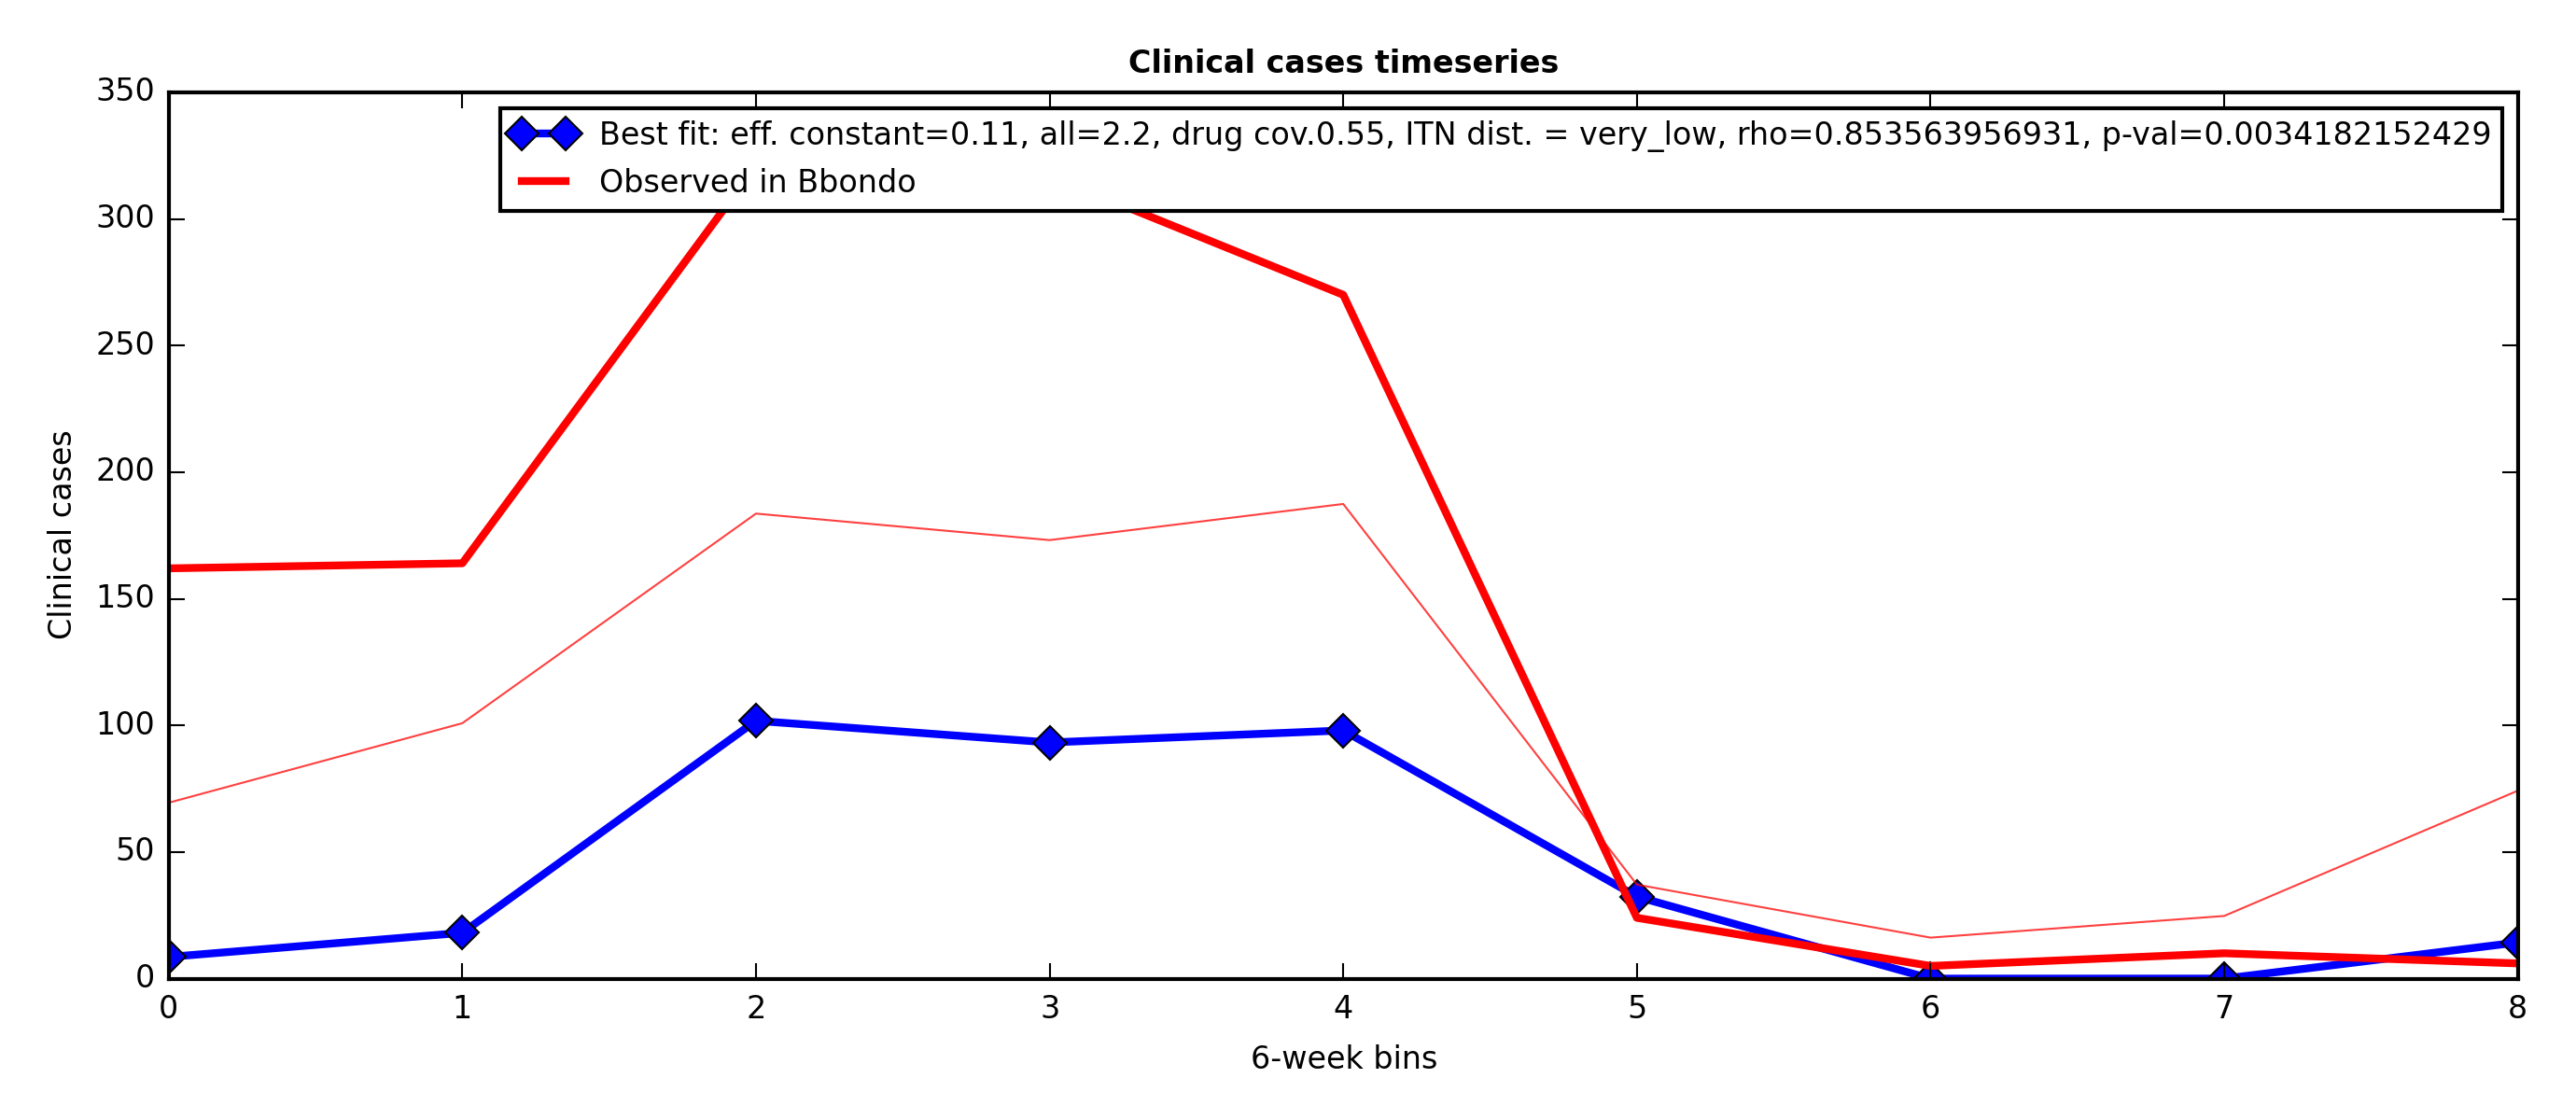 Clinical cases timeseries
350
300
250
200
150
100
50
0
Clinical cases
Best fit: eff. constant=0.11, all=2.2, drug cov.0.55, ITN dist. = very_low, rho=0.853563956931, p-val=0.0034182152429
Observed in Bbondo
0 1 2 3 4 5 6 7 8
6-week bins